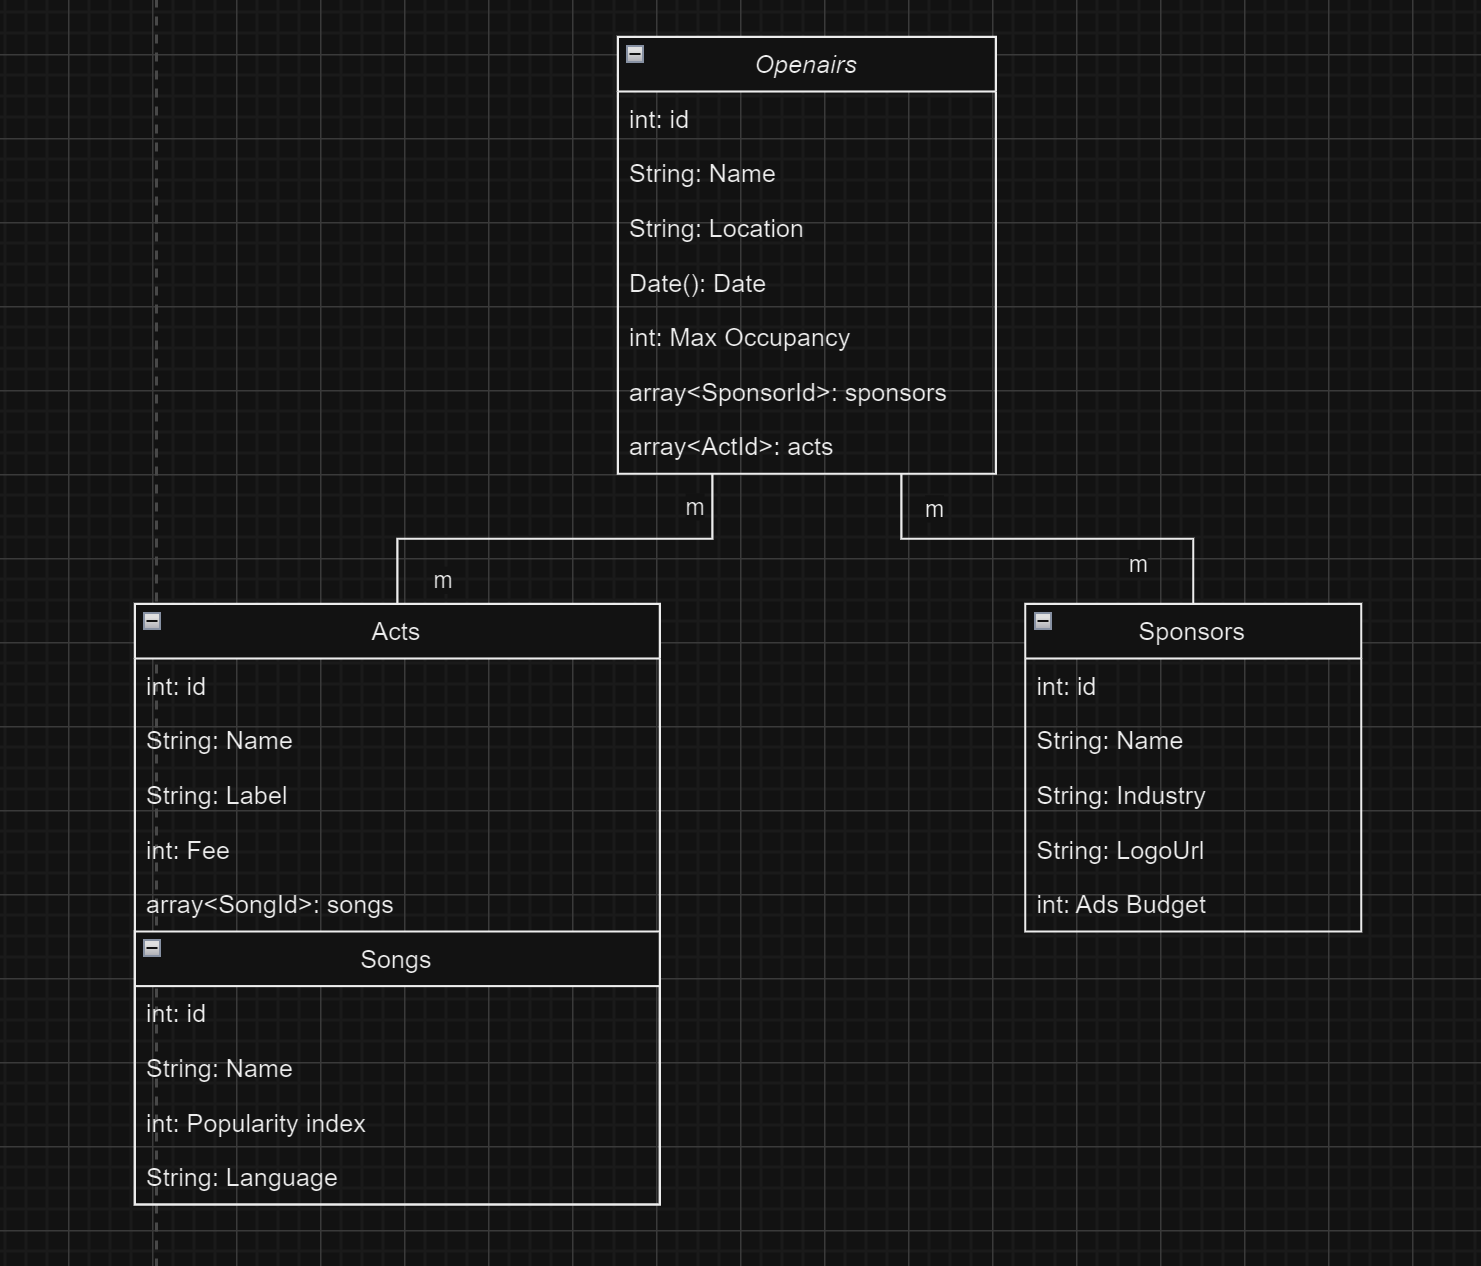 Openairs
int: id
String: Name
String: Location
Date(): Date
int: Max Occupancy
array<SponsorId>: sponsors
array<ActId>: acts
m
m
m
m
Acts
int: id
String: Name
String: Label
int: Fee
array<SongId>: songs
Songs
int: id
String: Name
int: Popularity index
String: Language
Sponsors
int: id
String: Name
String: Industry
String: LogoUrl
int: Ads Budget